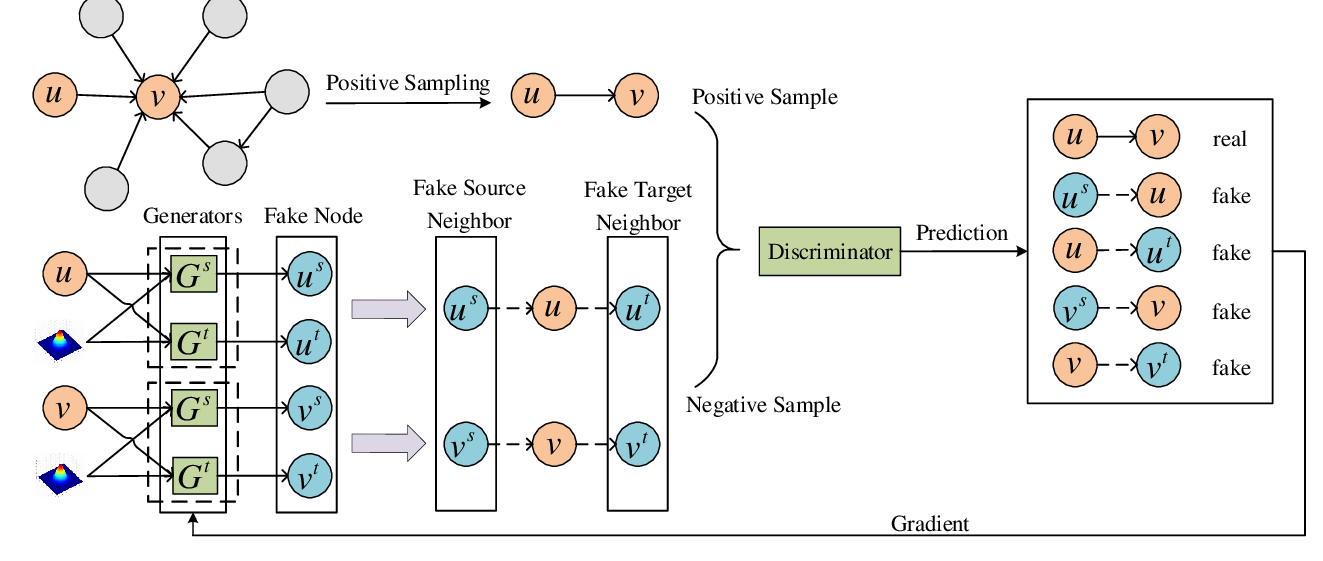 u
v
Positive Sampling
u
v
Positive Sample
Generators
Fake Node
Fake Source
Neighbor
Fake Target
Neighbor
u
G^s
G^t
u^s
u^t
v
G^s
G^t
v^s
v^t
u^s
u
u^t
v^s
v
v^t
Negative Sample
Discriminator
Prediction
u v real
u^s u fake
u u^t fake
v^s v fake
v v^t fake
Gradient